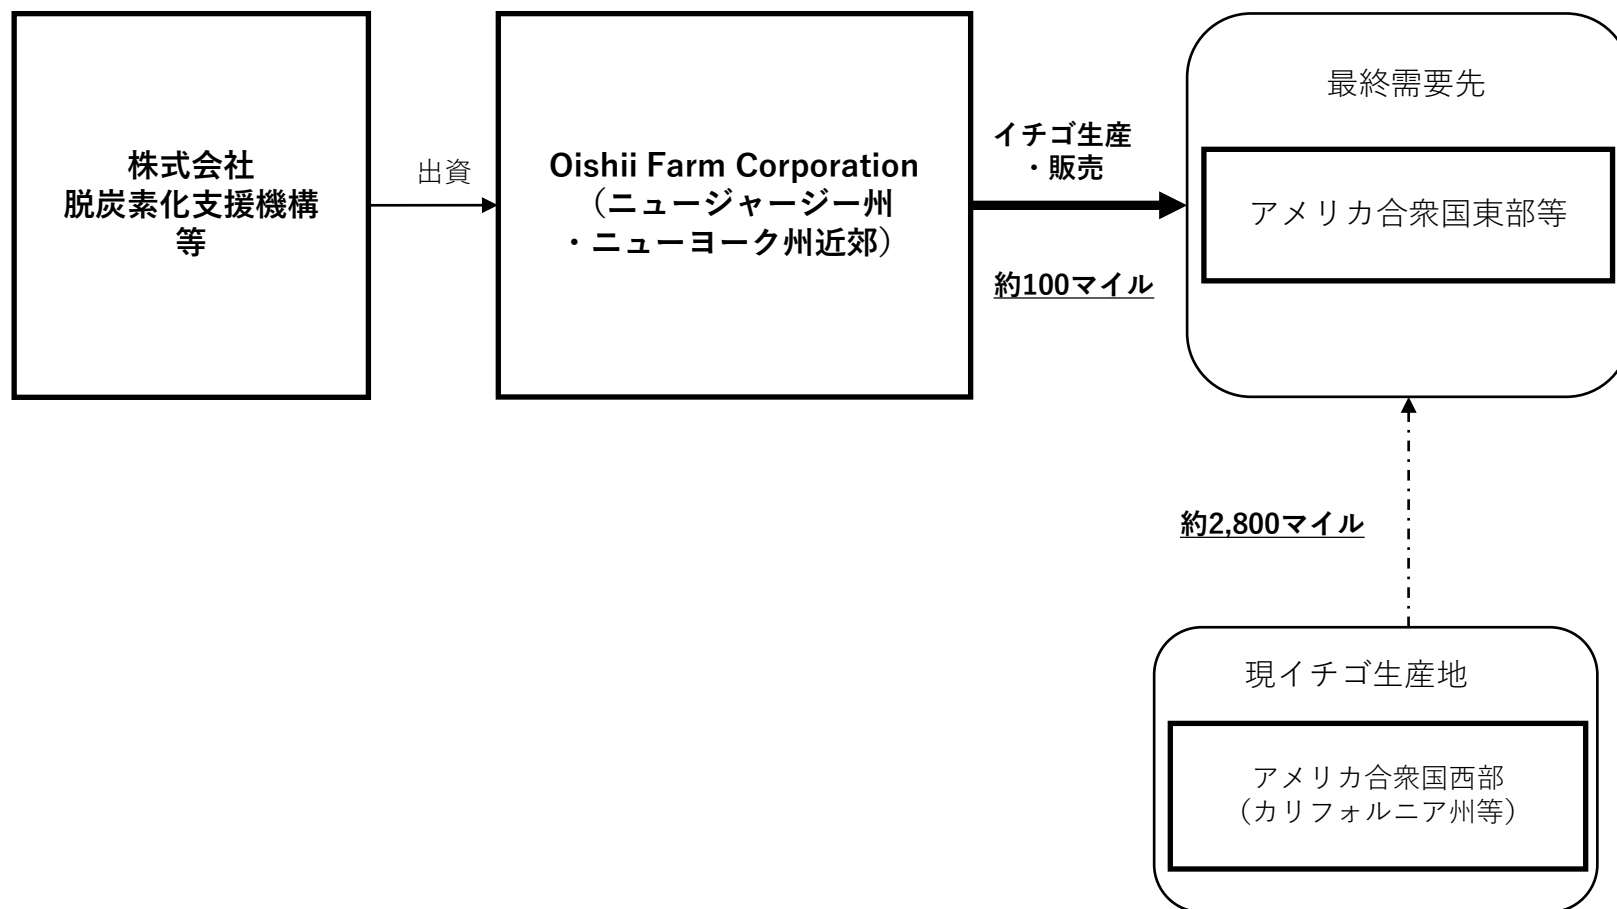 株式会社
脱炭素化支援機構
等
出資
Oishii Farm Corporation
（ニュージャージー州
・ニューヨーク州近郊）
イチゴ生産
・販売
約100マイル
最終需要先
アメリカ合衆国東部等
約2,800マイル
現イチゴ生産地
アメリカ合衆国西部
（カリフォルニア州等）